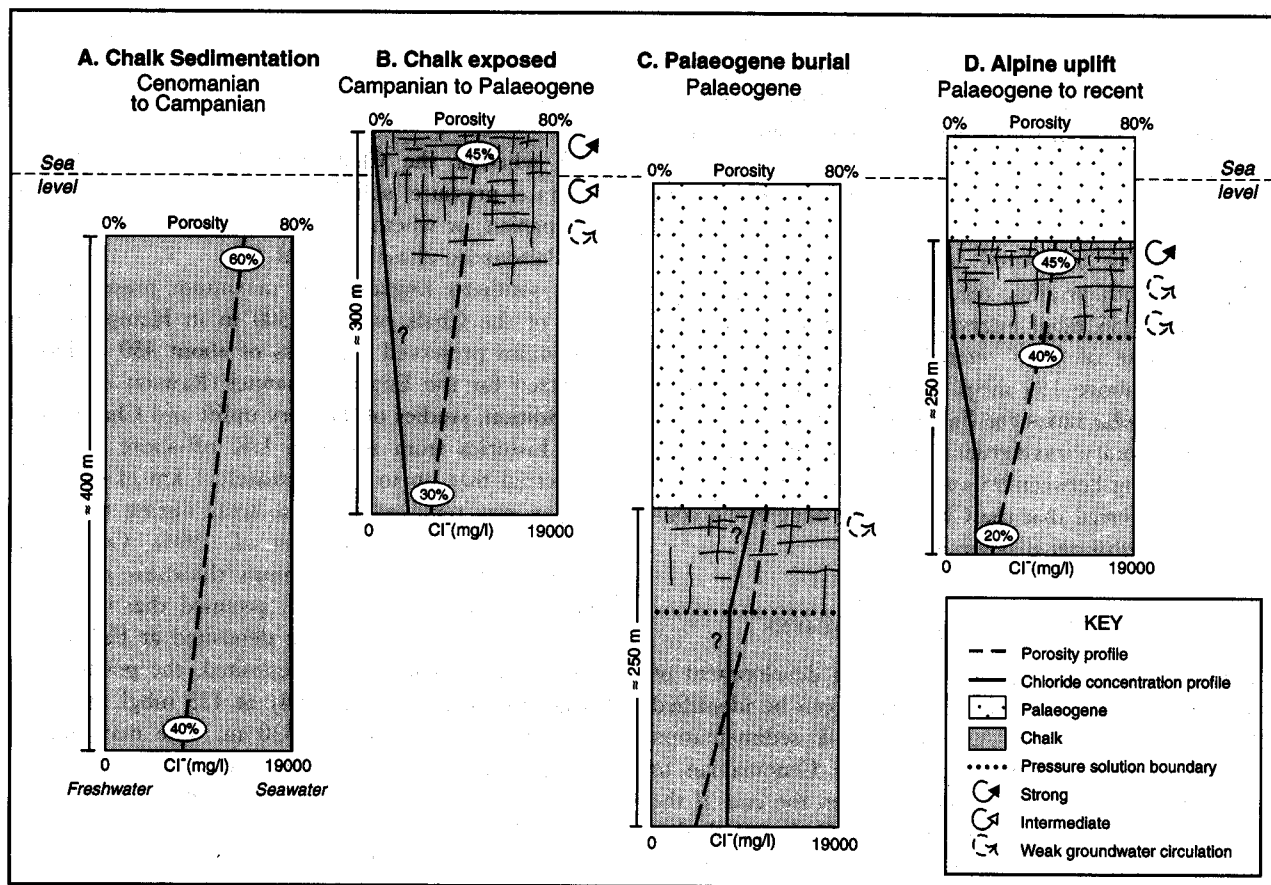 A. Chalk Sedimentation
Cenomanian
to Campanian
Sea
level
0% Porosity 80%
60%
≈ 400 m
40%
0 Cl⁻(mg/l) 19000
Freshwater Seawater
B. Chalk exposed
Campanian to Palaeogene
0% Porosity 80%
45%
≈ 300 m
?
30%
0 Cl⁻(mg/l) 19000
C. Palaeogene burial
Palaeogene
0% Porosity 80%
?
≈ 250 m
?
0 Cl⁻(mg/l) 19000
D. Alpine uplift
Palaeogene to recent
0% Porosity 80%
Sea
level
45%
40%
≈ 250 m
20%
0 Cl⁻(mg/l) 19000
KEY
Porosity profile
Chloride concentration profile
Palaeogene
Chalk
Pressure solution boundary
Strong
Intermediate
Weak groundwater circulation